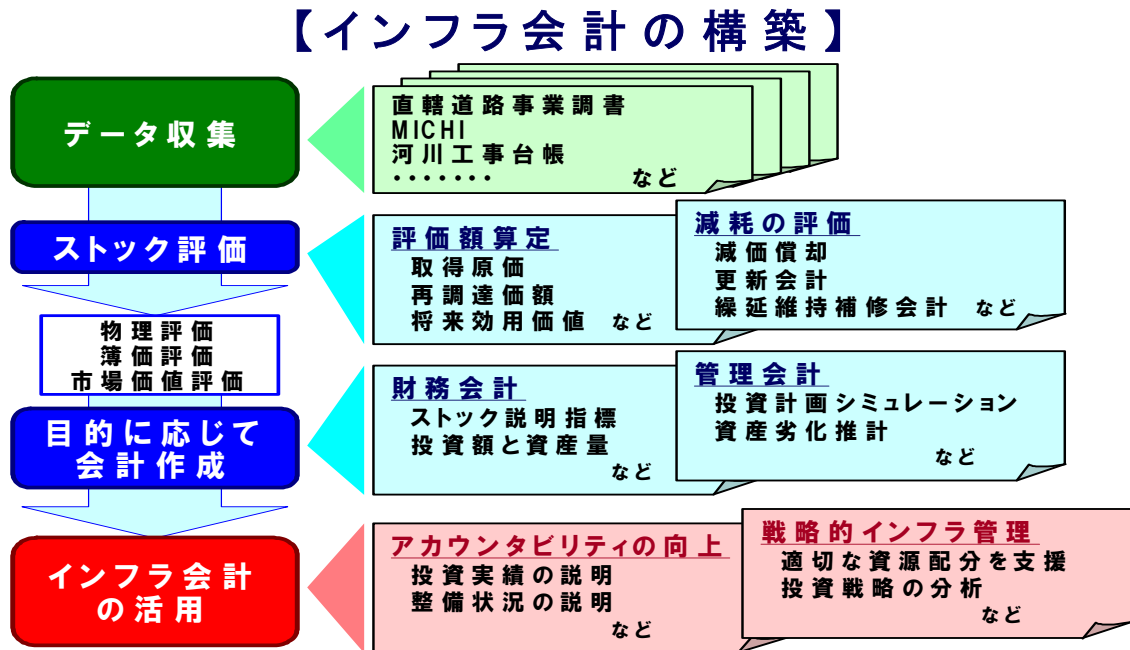 【インフラ会計の構築】
データ収集
直轄道路事業調書
MICHI
河川工事台帳
・・・・・・・ など
ストック評価
評価額算定
取得原価
再調達価額
将来効用価値 など
減耗の評価
減価償却
更新会計
繰延維持補修会計 など
物理評価
薄価評価
市場価値評価
目的に応じて
会計作成
財務会計
ストック説明指標
投資額と資産量
など
管理会計
投資計画シミュレーション
資産劣化推計
など
インフラ会計
の活用
アカウンタビリティの向上
投資実績の説明
整備状況の説明
など
戦略的インフラ管理
適切な資源配分を支援
投資戦略の分析
など